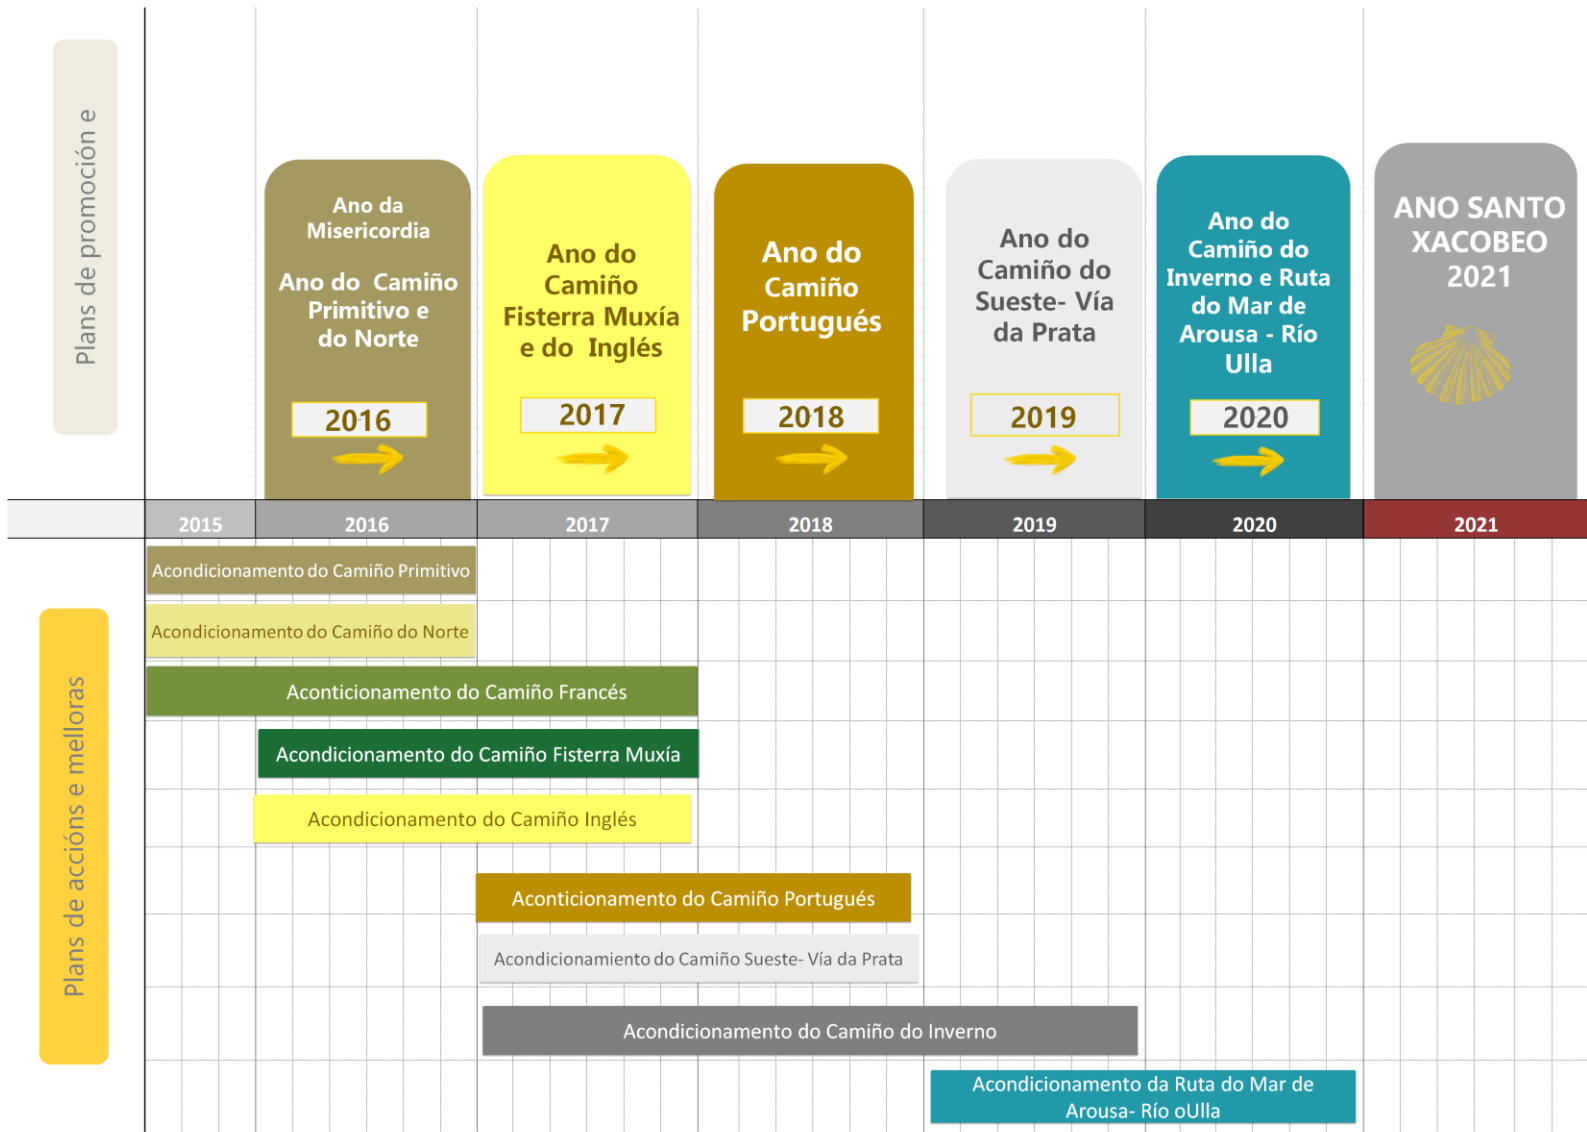 Plans de promoción e
Ano da
Misericordia
Ano do Camiño
Primitivo e
do Norte
2016
Ano do
Camiño
Fisterra Muxía
e do Inglés
2017
Ano do
Camiño
Portugués
2018
Ano do
Camiño do
Sueste- Vía
da Prata
2019
Ano do
Camiño do
Inverno e Ruta
do Mar de
Arousa - Río
Ulla
2020
ANO SANTO
XACOBEO
2021
2015 2016 2017 2018 2019 2020 2021
Plans de accións e melloras
Acondicionamento do Camiño Primitivo
Acondicionamento do Camiño do Norte
Aconticionamento do Camiño Francés
Acondicionamento do Camiño Fisterra Muxía
Acondicionamento do Camiño Inglés
Aconticionamento do Camiño Portugués
Acondicionamiento do Camiño Sueste- Vía da Prata
Acondicionamento do Camiño do Inverno
Acondicionamento da Ruta do Mar de
Arousa- Río oUlla